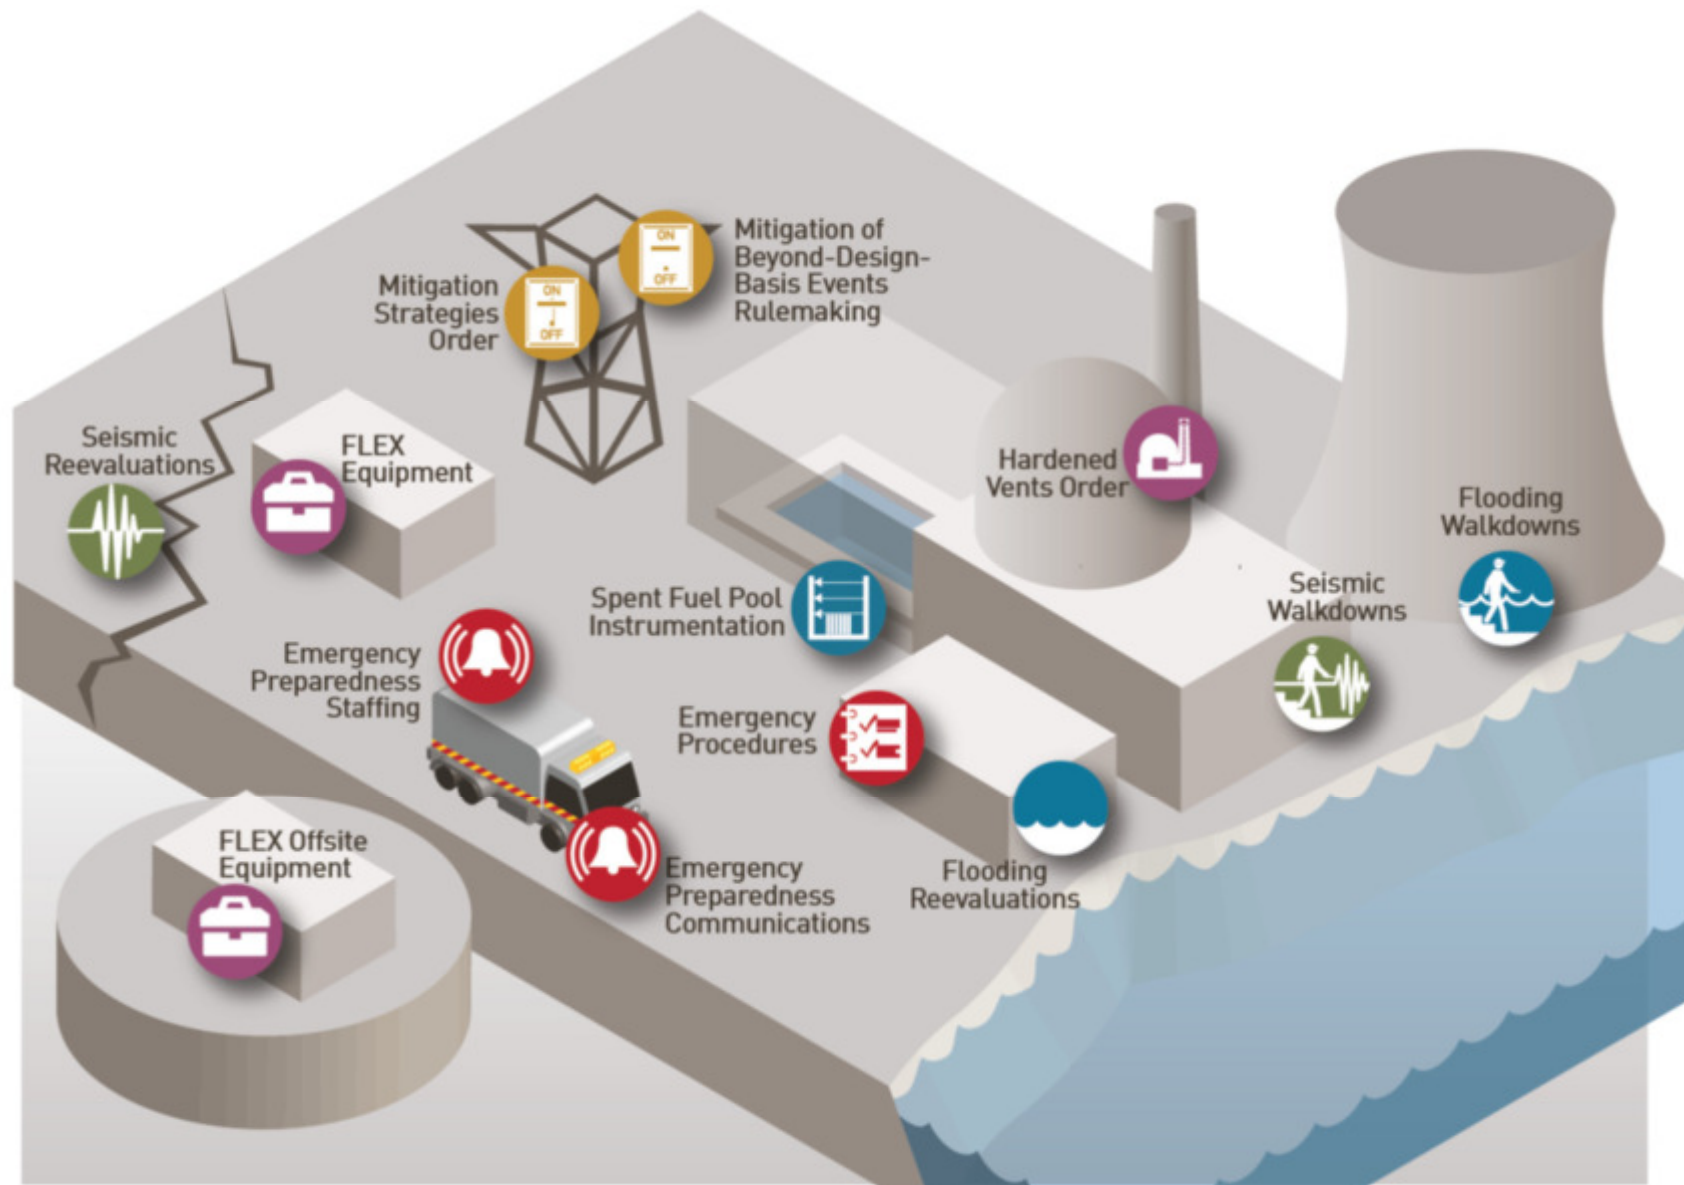 ON
OFF
Mitigation of
Beyond-Design-
Basis Events
Rulemaking
Mitigation
Strategies
Order
ON
OFF
Seismic
Reevaluations
FLEX
Equipment
Hardened
Vents Order
Flooding
Walkdowns
Spent Fuel Pool
Instrumentation
Seismic
Walkdowns
Emergency
Preparedness
Staffing
Emergency
Procedures
FLEX Offsite
Equipment
Emergency
Preparedness
Communications
Flooding
Reevaluations